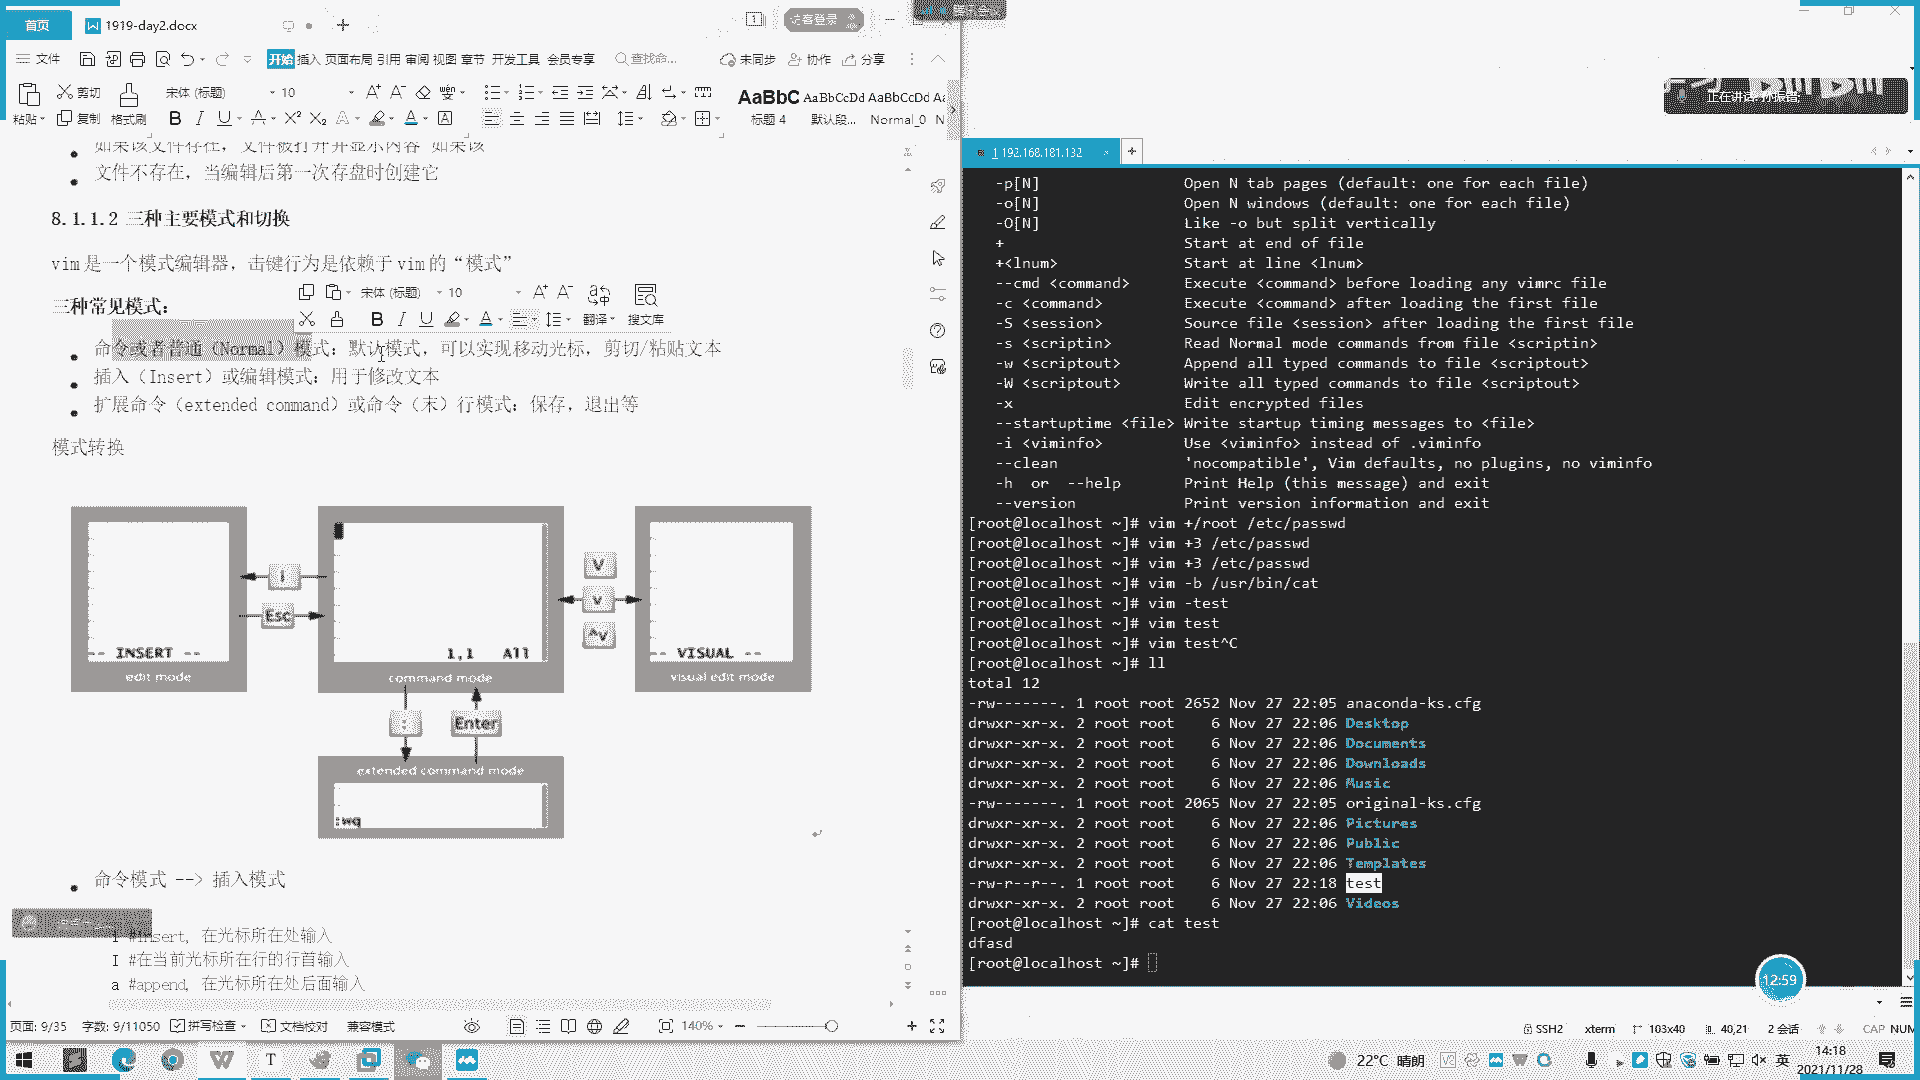 首页
1919-day2.docx
访客登录
文件
开始 插入 页面布局 引用 审阅 视图 章节 开发工具 会员专享
查找命...
未同步 协作 分享
粘贴 剪切 复制 格式刷
宋体 (标题) 10
AaBbC AaBbCcDd AaBbCcDd
标题 4 默认段... Normal_0
文件不存在，当编辑后第一次存盘时创建它
8.1.1.2 三种主要模式和切换
vim是一个模式编辑器，击键行为是依赖于vim的“模式”
三种常见模式：
宋体 (标题) 10
翻译 搜文库
命令或者普通（Normal）模式：默认模式，可以实现移动光标，剪切/粘贴文本
插入（Insert）或编辑模式：用于修改文本
扩展命令（extended command）或命令（末）行模式：保存，退出等
模式转换
-- INSERT --
edit mode
i
Esc
1,1 All
command mode
V
v
^v
-- VISUAL --
visual edit mode
:
Enter
extended command mode
:wq
命令模式 --> 插入模式
i #insert, 在光标所在处输入
I #在当前光标所在行的行首输入
a #append, 在光标所在处后面输入
页面: 9/35 字数: 9/11050 拼写检查 文档校对 兼容模式 140%
1 192.168.181.132
-p[N] Open N tab pages (default: one for each file)
-o[N] Open N windows (default: one for each file)
-O[N] Like -o but split vertically
+ Start at end of file
+<lnum> Start at line <lnum>
--cmd <command> Execute <command> before loading any vimrc file
-c <command> Execute <command> after loading the first file
-S <session> Source file <session> after loading the first file
-s <scriptin> Read Normal mode commands from file <scriptin>
-w <scriptout> Append all typed commands to file <scriptout>
-W <scriptout> Write all typed commands to file <scriptout>
-x Edit encrypted files
--startuptime <file> Write startup timing messages to <file>
-i <viminfo> Use <viminfo> instead of .viminfo
--clean 'nocompatible', Vim defaults, no plugins, no viminfo
-h or --help Print Help (this message) and exit
--version Print version information and exit
[root@localhost ~]# vim +/root /etc/passwd
[root@localhost ~]# vim +3 /etc/passwd
[root@localhost ~]# vim +3 /etc/passwd
[root@localhost ~]# vim -b /usr/bin/cat
[root@localhost ~]# vim -test
[root@localhost ~]# vim test
[root@localhost ~]# vim test^C
[root@localhost ~]# ll
total 12
-rw-------. 1 root root 2652 Nov 27 22:05 anaconda-ks.cfg
drwxr-xr-x. 2 root root 6 Nov 27 22:06 Desktop
drwxr-xr-x. 2 root root 6 Nov 27 22:06 Documents
drwxr-xr-x. 2 root root 6 Nov 27 22:06 Downloads
drwxr-xr-x. 2 root root 6 Nov 27 22:06 Music
-rw-------. 1 root root 2065 Nov 27 22:05 original-ks.cfg
drwxr-xr-x. 2 root root 6 Nov 27 22:06 Pictures
drwxr-xr-x. 2 root root 6 Nov 27 22:06 Public
drwxr-xr-x. 2 root root 6 Nov 27 22:06 Templates
-rw-r--r--. 1 root root 6 Nov 27 22:18 test
drwxr-xr-x. 2 root root 6 Nov 27 22:06 Videos
[root@localhost ~]# cat test
dfasd
[root@localhost ~]#
12:59
SSH2 xterm 103x40 40,21 2 会话 CAP NUM
22°C 晴朗 英 14:18
2021/11/28